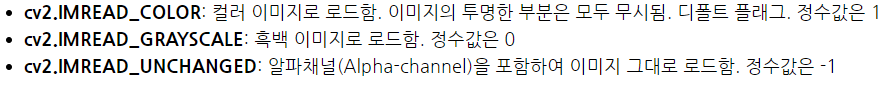 • cv2.IMREAD_COLOR: 컬러 이미지로 로드함. 이미지의 투명한 부분은 모두 무시됨. 디폴트 플래그. 정수값은 1
• cv2.IMREAD_GRAYSCALE: 흑백 이미지로 로드함. 정수값은 0
• cv2.IMREAD_UNCHANGED: 알파채널(Alpha-channel)을 포함하여 이미지 그대로 로드함. 정수값은 -1